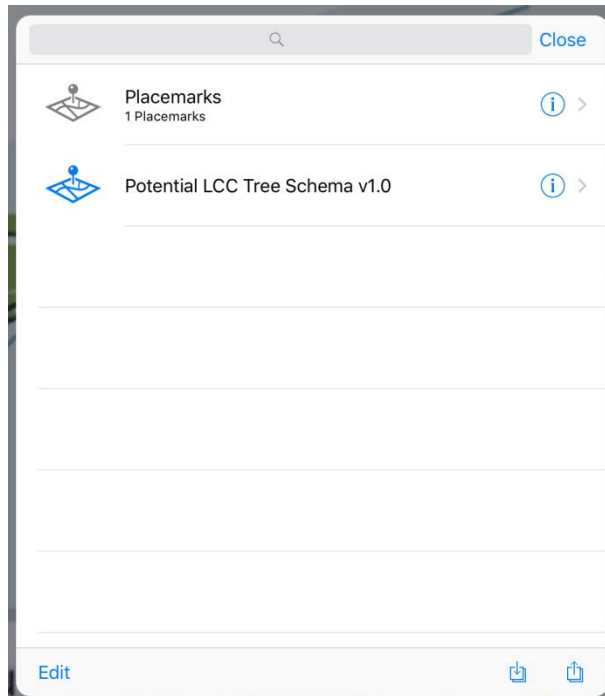 Close
Placemarks
1 Placemarks
Potential LCC Tree Schema v1.0
Edit